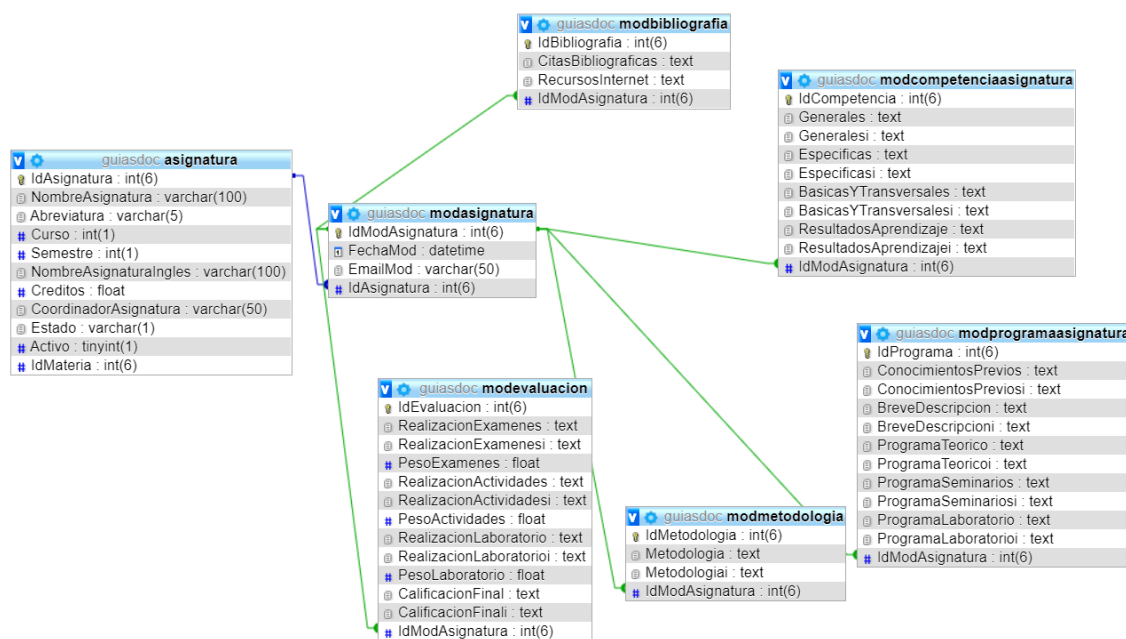 guiasdoc modbibliografia
IdBibliografia : int(6)
CitasBibliograficas : text
RecursosInternet : text
IdModAsignatura : int(6)
guiasdoc modcompetenciaasignatura
IdCompetencia : int(6)
Generales : text
Generalesi : text
Especificas : text
Especificasi : text
BasicasYTransversales : text
BasicasYTransversalesi : text
ResultadosAprendizaje : text
ResultadosAprendizajei : text
IdModAsignatura : int(6)
guiasdoc asignatura
IdAsignatura : int(6)
NombreAsignatura : varchar(100)
Abreviatura : varchar(5)
Curso : int(1)
Semestre : int(1)
NombreAsignaturaIngles : varchar(100)
Creditos : float
CoordinadorAsignatura : varchar(50)
Estado : varchar(1)
Activo : tinyint(1)
IdMateria : int(6)
guiasdoc modasignatura
IdModAsignatura : int(6)
FechaMod : datetime
EmailMod : varchar(50)
IdAsignatura : int(6)
guiasdoc modprogramaasignatura
IdPrograma : int(6)
ConocimientosPrevios : text
ConocimientosPreviosi : text
BreveDescripcion : text
BreveDescripcioni : text
ProgramaTeorico : text
ProgramaTeoricoi : text
ProgramaSeminarios : text
ProgramaSeminariosi : text
ProgramaLaboratorio : text
ProgramaLaboratorioi : text
IdModAsignatura : int(6)
guiasdoc modevaluacion
IdEvaluacion : int(6)
RealizacionExamenes : text
RealizacionExamenesi : text
PesoExamenes : float
RealizacionActividades : text
RealizacionActividadesi : text
PesoActividades : float
RealizacionLaboratorio : text
RealizacionLaboratorioi : text
PesoLaboratorio : float
CalificacionFinal : text
CalificacionFinali : text
IdModAsignatura : int(6)
guiasdoc modmetodologia
IdMetodologia : int(6)
Metodologia : text
Metodologiai : text
IdModAsignatura : int(6)